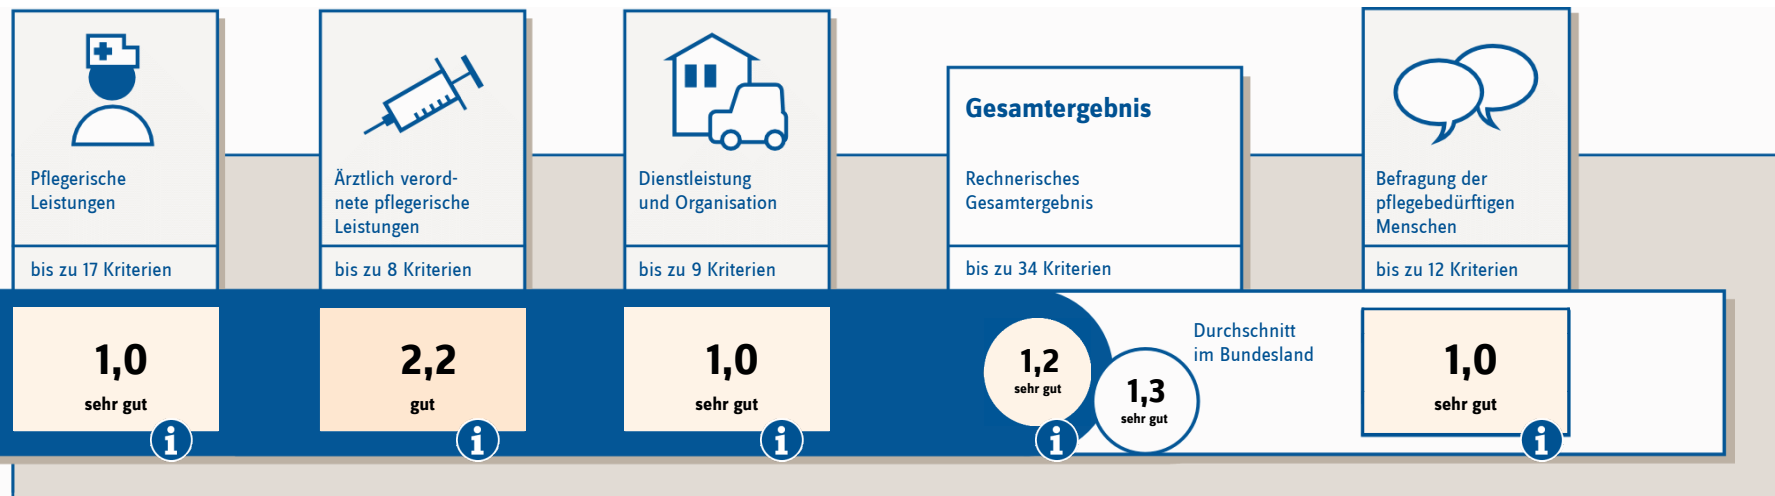 Pflegerische
Leistungen
bis zu 17 Kriterien
1,0
sehr gut
i
Ärztlich verord-
nete pflegerische
Leistungen
bis zu 8 Kriterien
2,2
gut
i
Dienstleistung
und Organisation
bis zu 9 Kriterien
1,0
sehr gut
i
Gesamtergebnis
Rechnerisches
Gesamtergebnis
bis zu 34 Kriterien
1,2
sehr gut
i
1,3
sehr gut
Durchschnitt
im Bundesland
Befragung der
pflegebedürftigen
Menschen
bis zu 12 Kriterien
1,0
sehr gut
i